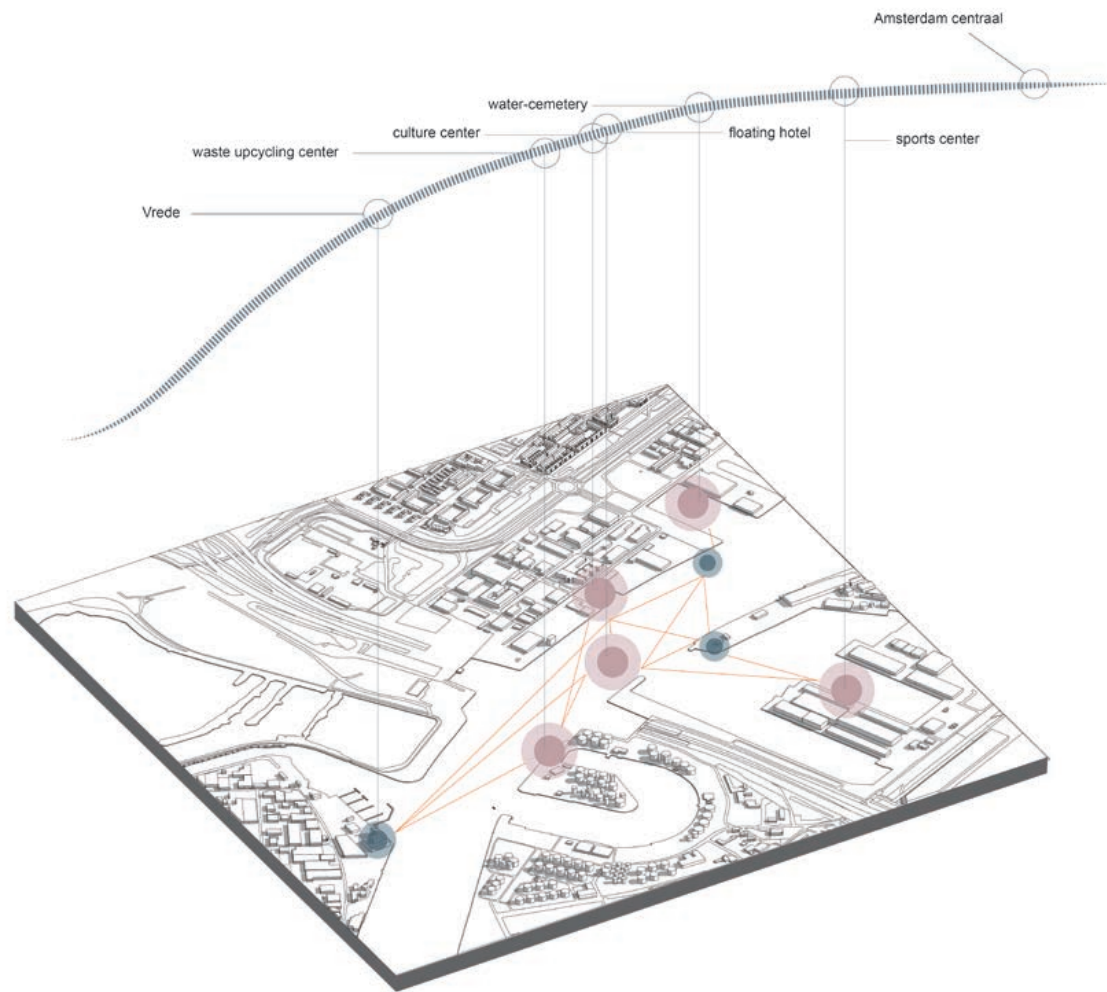 Amsterdam centraal
water-cemetery
culture center
floating hotel
sports center
waste upcycling center
Vrede